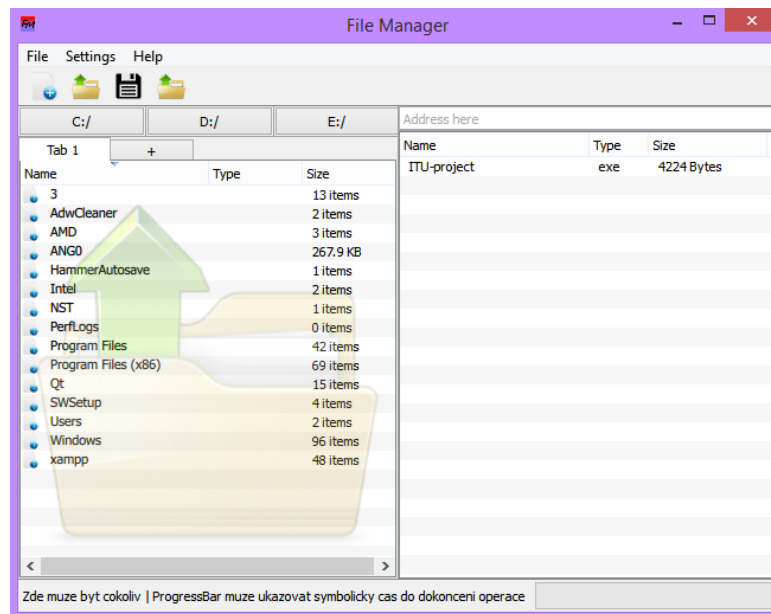 FM
File Manager
File Settings Help
C:/ D:/ E:/
Address here
Tab 1 +
Name Type Size
3 13 items
AdwCleaner 2 items
AMD 3 items
ANG0 267.9 KB
HammerAutosave 1 items
Intel 2 items
NST 1 items
PerfLogs 0 items
Program Files 42 items
Program Files (x86) 69 items
Qt 15 items
SWSetup 4 items
Users 2 items
Windows 96 items
xampp 48 items
Name Type Size
ITU-project exe 4224 Bytes
Zde muze byt cokoliv | ProgressBar muze ukazovat symbolicky cas do dokonceni operace